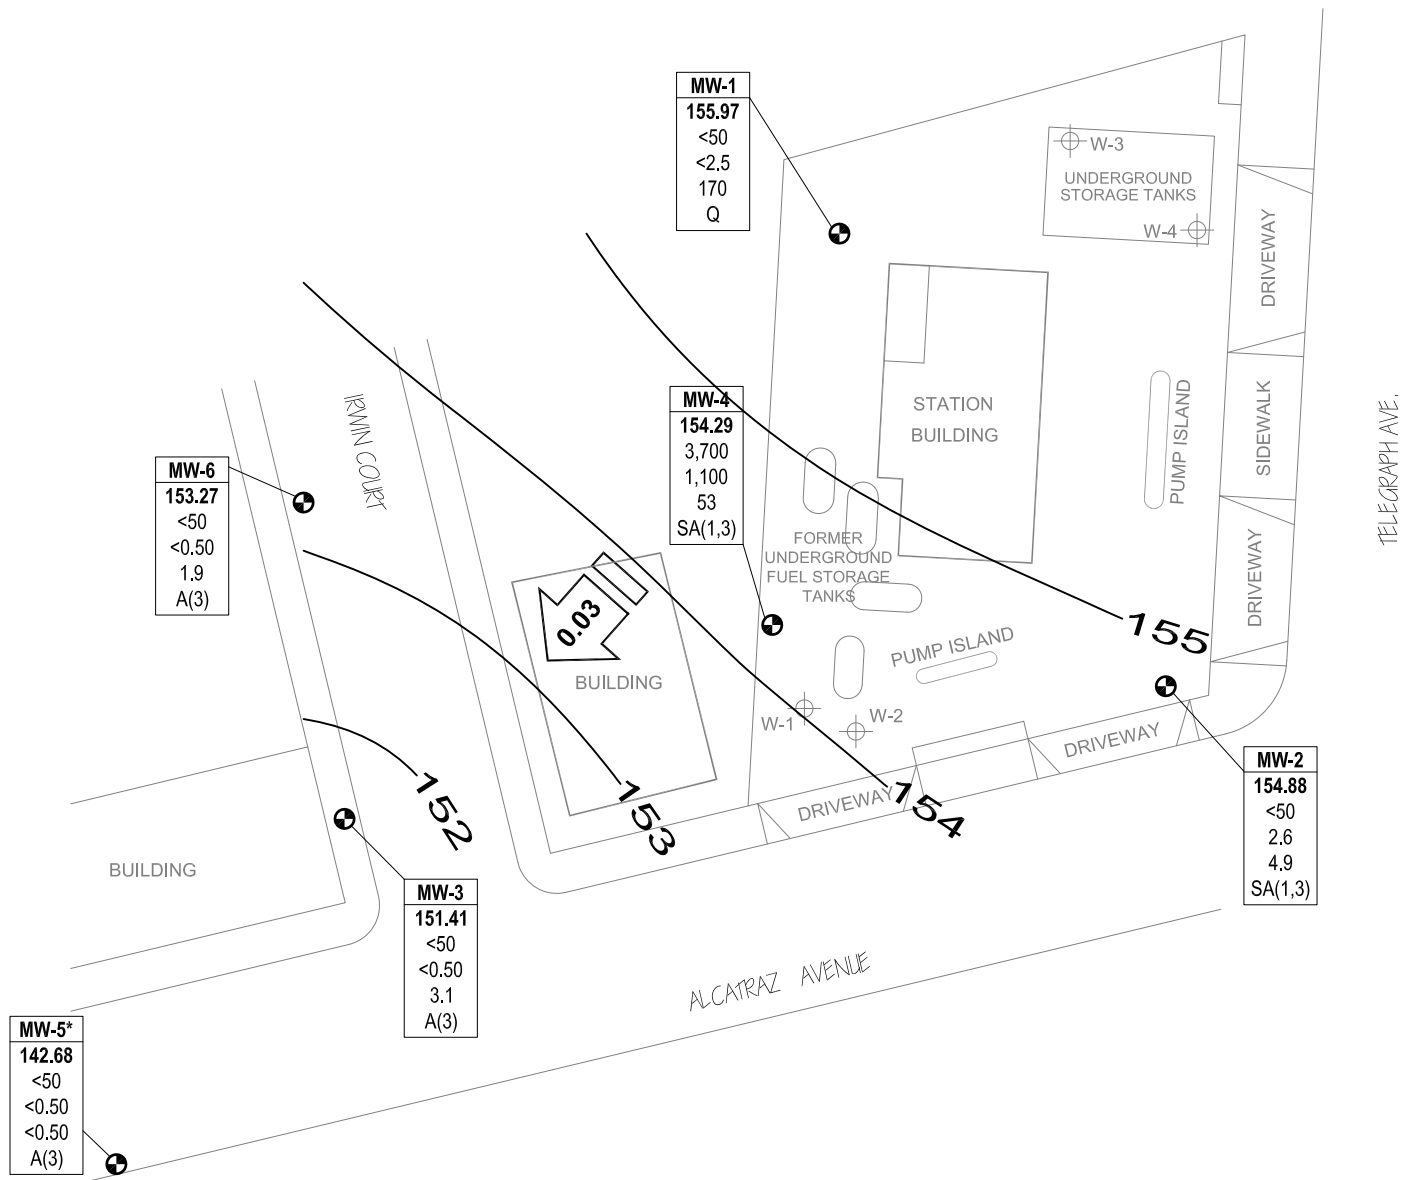 MW-1
155.97
<50
<2.5
170
Q
W-3
UNDERGROUND
STORAGE TANKS
W-4
DRIVEWAY
IRWIN COURT
MW-4
154.29
3,700
1,100
53
SA(1,3)
STATION
BUILDING
PUMP ISLAND
SIDEWALK
TELEGRAPH AVE.
MW-6
153.27
<50
<0.50
1.9
A(3)
FORMER
UNDERGROUND
FUEL STORAGE
TANKS
DRIVEWAY
0.03
BUILDING
PUMP ISLAND
155
W-1
W-2
DRIVEWAY
DRIVEWAY
154
153
152
MW-2
154.88
<50
2.6
4.9
SA(1,3)
BUILDING
MW-3
151.41
<50
<0.50
3.1
A(3)
ALCATRAZ AVENUE
MW-5*
142.68
<50
<0.50
<0.50
A(3)